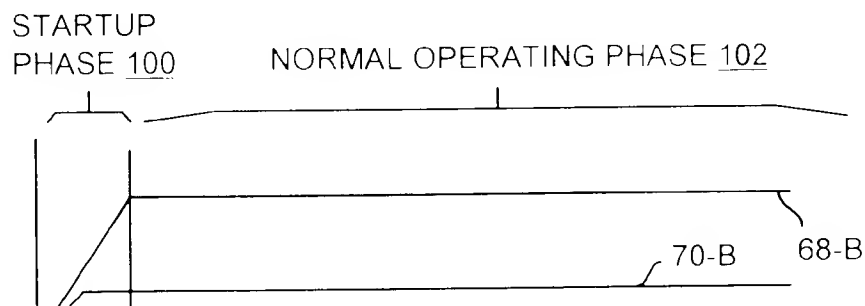 STARTUP
PHASE 100
NORMAL OPERATING PHASE 102
70-B
68-B